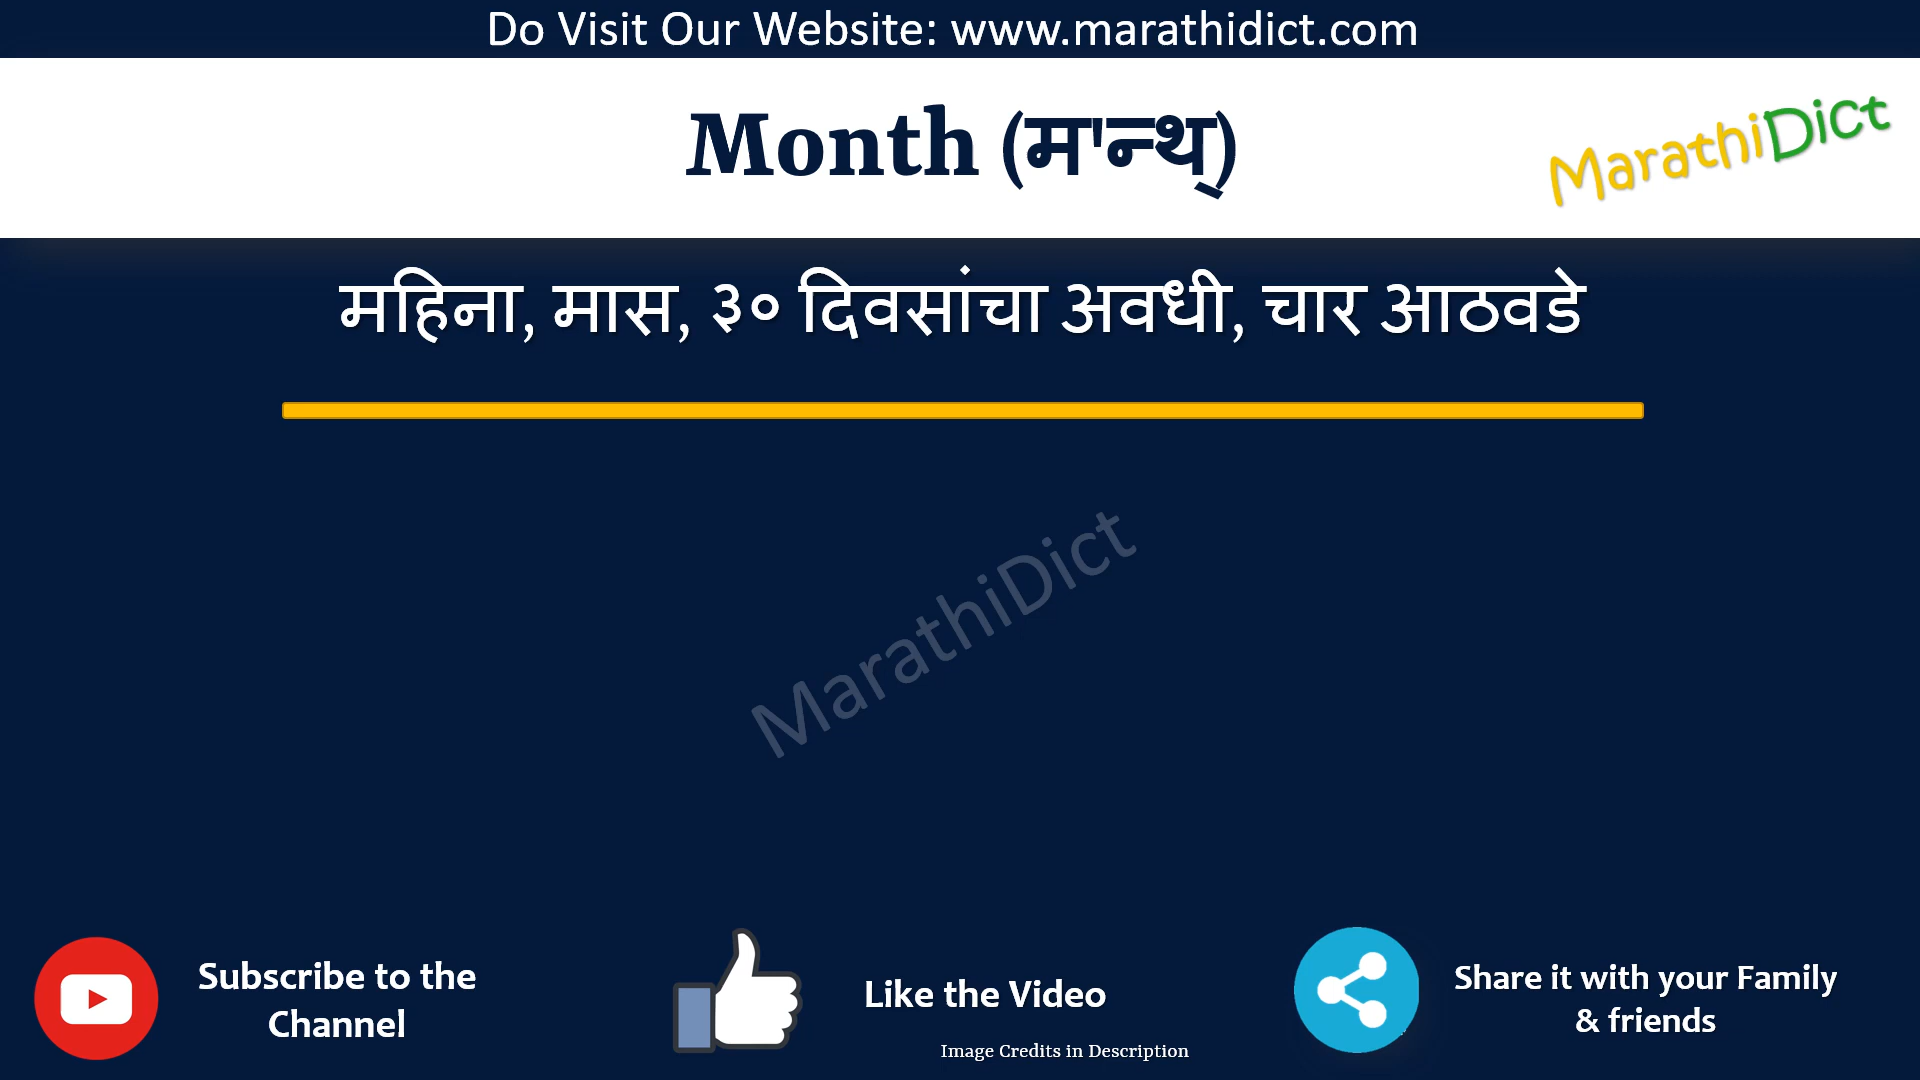 Do Visit Our Website: www.marathidict.com
Month (म'न्थ्)
MarathiDict
महिना, मास, ३० दिवसांचा अवधी, चार आठवडे
MarathiDict
Subscribe to the
Channel
Like the Video
Share it with your Family
& friends
Image Credits in Description